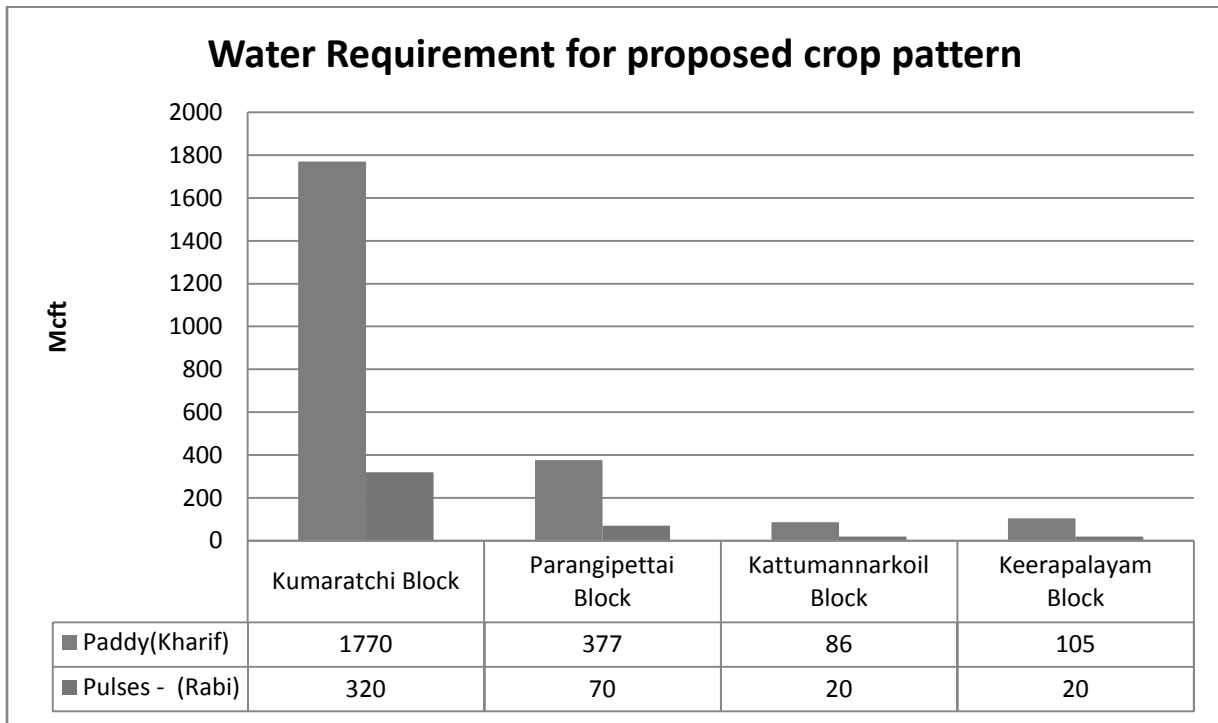 Water Requirement for proposed crop pattern
Mcft
2000
1800
1600
1400
1200
1000
800
600
400
200
0
Kumaratchi Block
Parangipettai
Block
Kattumannarkoil
Block
Keerapalayam
Block
Paddy(Kharif) 1770 377 86 105
Pulses - (Rabi) 320 70 20 20